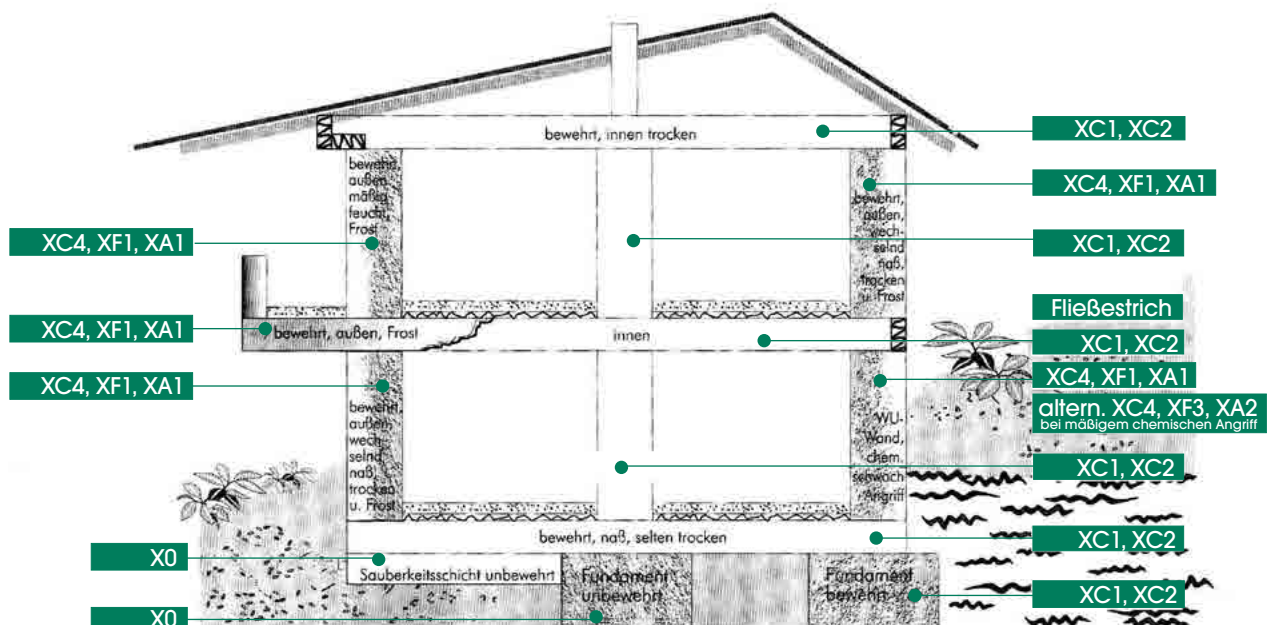 bewehrt, innen trocken
XC1, XC2
bewehrt,
außen
mäßig
feucht,
Frost
XC4, XF1, XA1
bewehrt,
außen,
wech-
selnd
naß,
trocken
u. Frost
XC4, XF1, XA1
XC1, XC2
Fließestrich
XC4, XF1, XA1
bewehrt, außen, Frost
innen
XC1, XC2
XC4, XF1, XA1
bewehrt,
außen,
wech-
selnd
naß,
trocken
u. Frost
XC4, XF1, XA1
altern. XC4, XF3, XA2
bei mäßigem chemischen Angriff
WU-
Wand,
chem.
schwach
Angriff
XC1, XC2
bewehrt, naß, selten trocken
XC1, XC2
X0
Sauberkeitsschicht unbewehrt
Fundament
unbewehrt
Fundament
bewehrt
XC1, XC2
X0